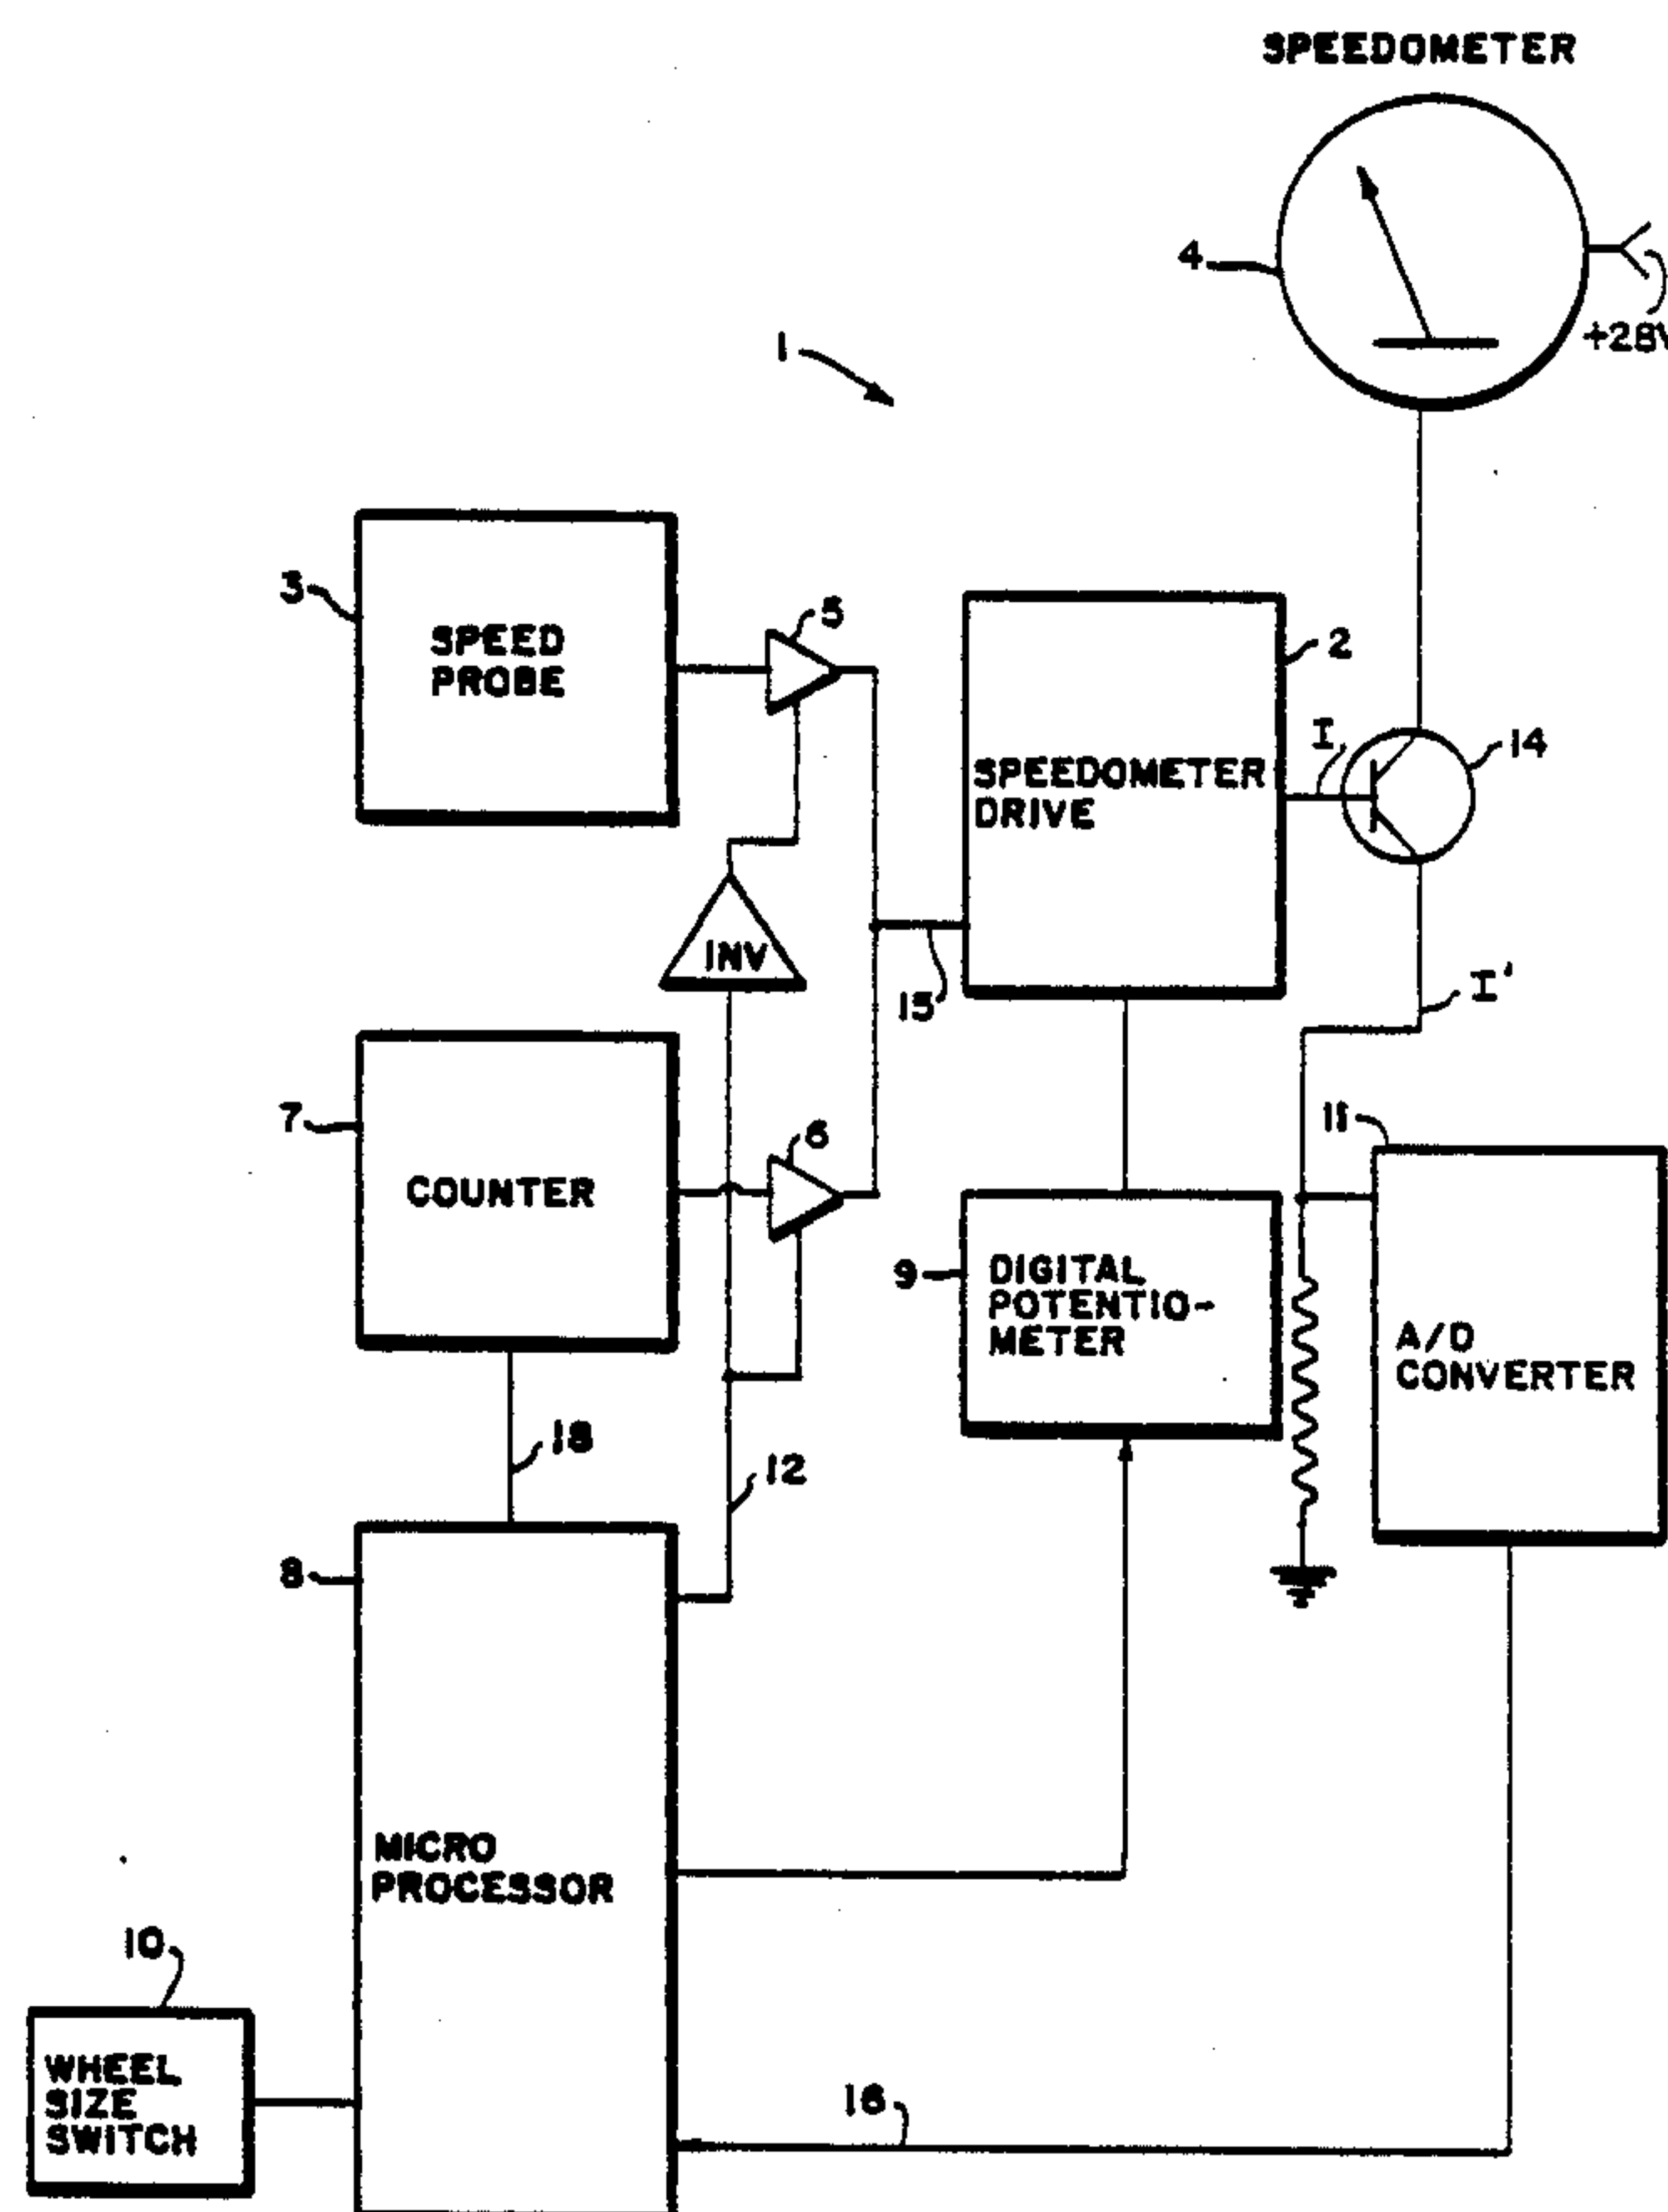 SPEEDOMETER
4
+28V
1
3
SPEED
PROBE
5
2
SPEEDOMETER
DRIVE
I
14
INV
15
I'
7
COUNTER
6
11
9
DIGITAL
POTENTIO-
METER
A/D
CONVERTER
18
12
8
MICRO
PROCESSOR
10
WHEEL
SIZE
SWITCH
16